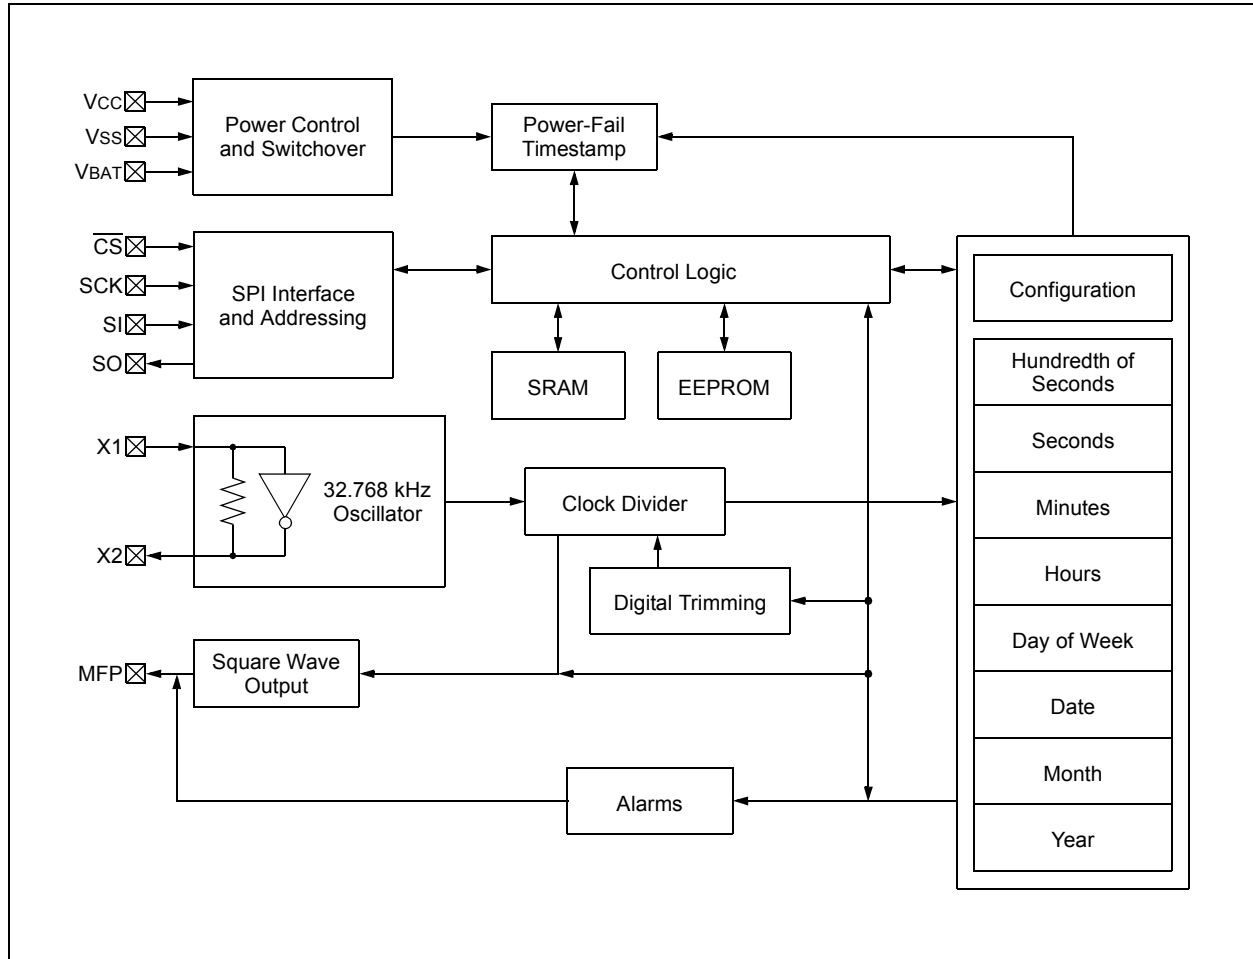 VCC
VSS
VBAT
Power Control
and Switchover
Power-Fail
Timestamp
CS
SCK
SI
SO
SPI Interface
and Addressing
Control Logic
SRAM
EEPROM
X1
X2
32.768 kHz
Oscillator
Clock Divider
Digital Trimming
MFP
Square Wave
Output
Alarms
Configuration
Hundredth of
Seconds
Seconds
Minutes
Hours
Day of Week
Date
Month
Year